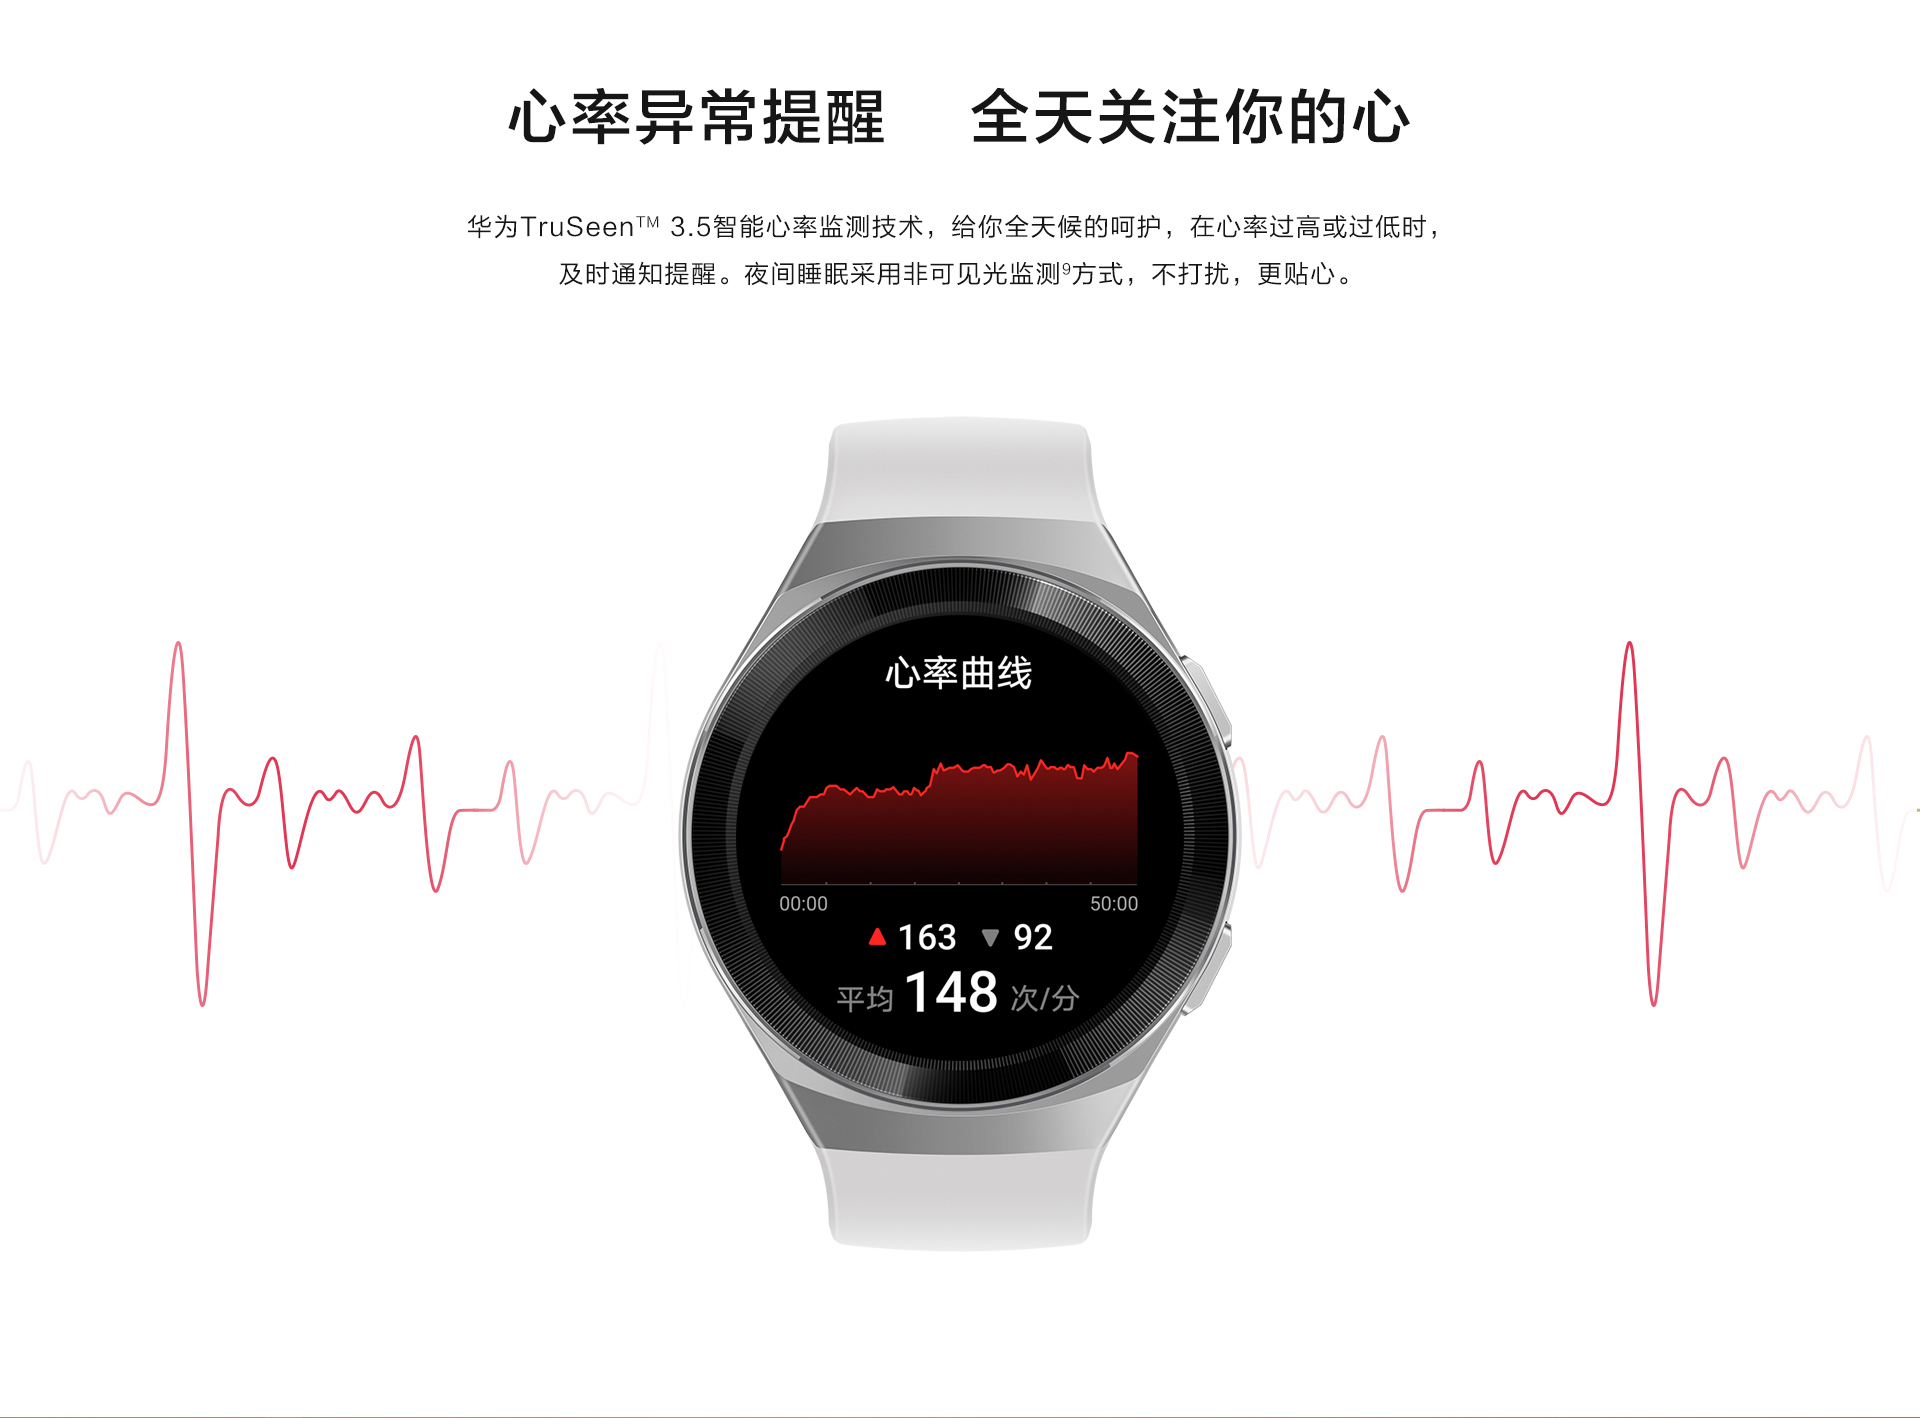 心率异常提醒 全天关注你的心
华为TruSeen™ 3.5智能心率监测技术，给你全天候的呵护，在心率过高或过低时，
及时通知提醒。夜间睡眠采用非可见光监测⁹方式，不打扰，更贴心。
心率曲线
00:00 50:00
▲ 163 ▼ 92
平均 148 次/分